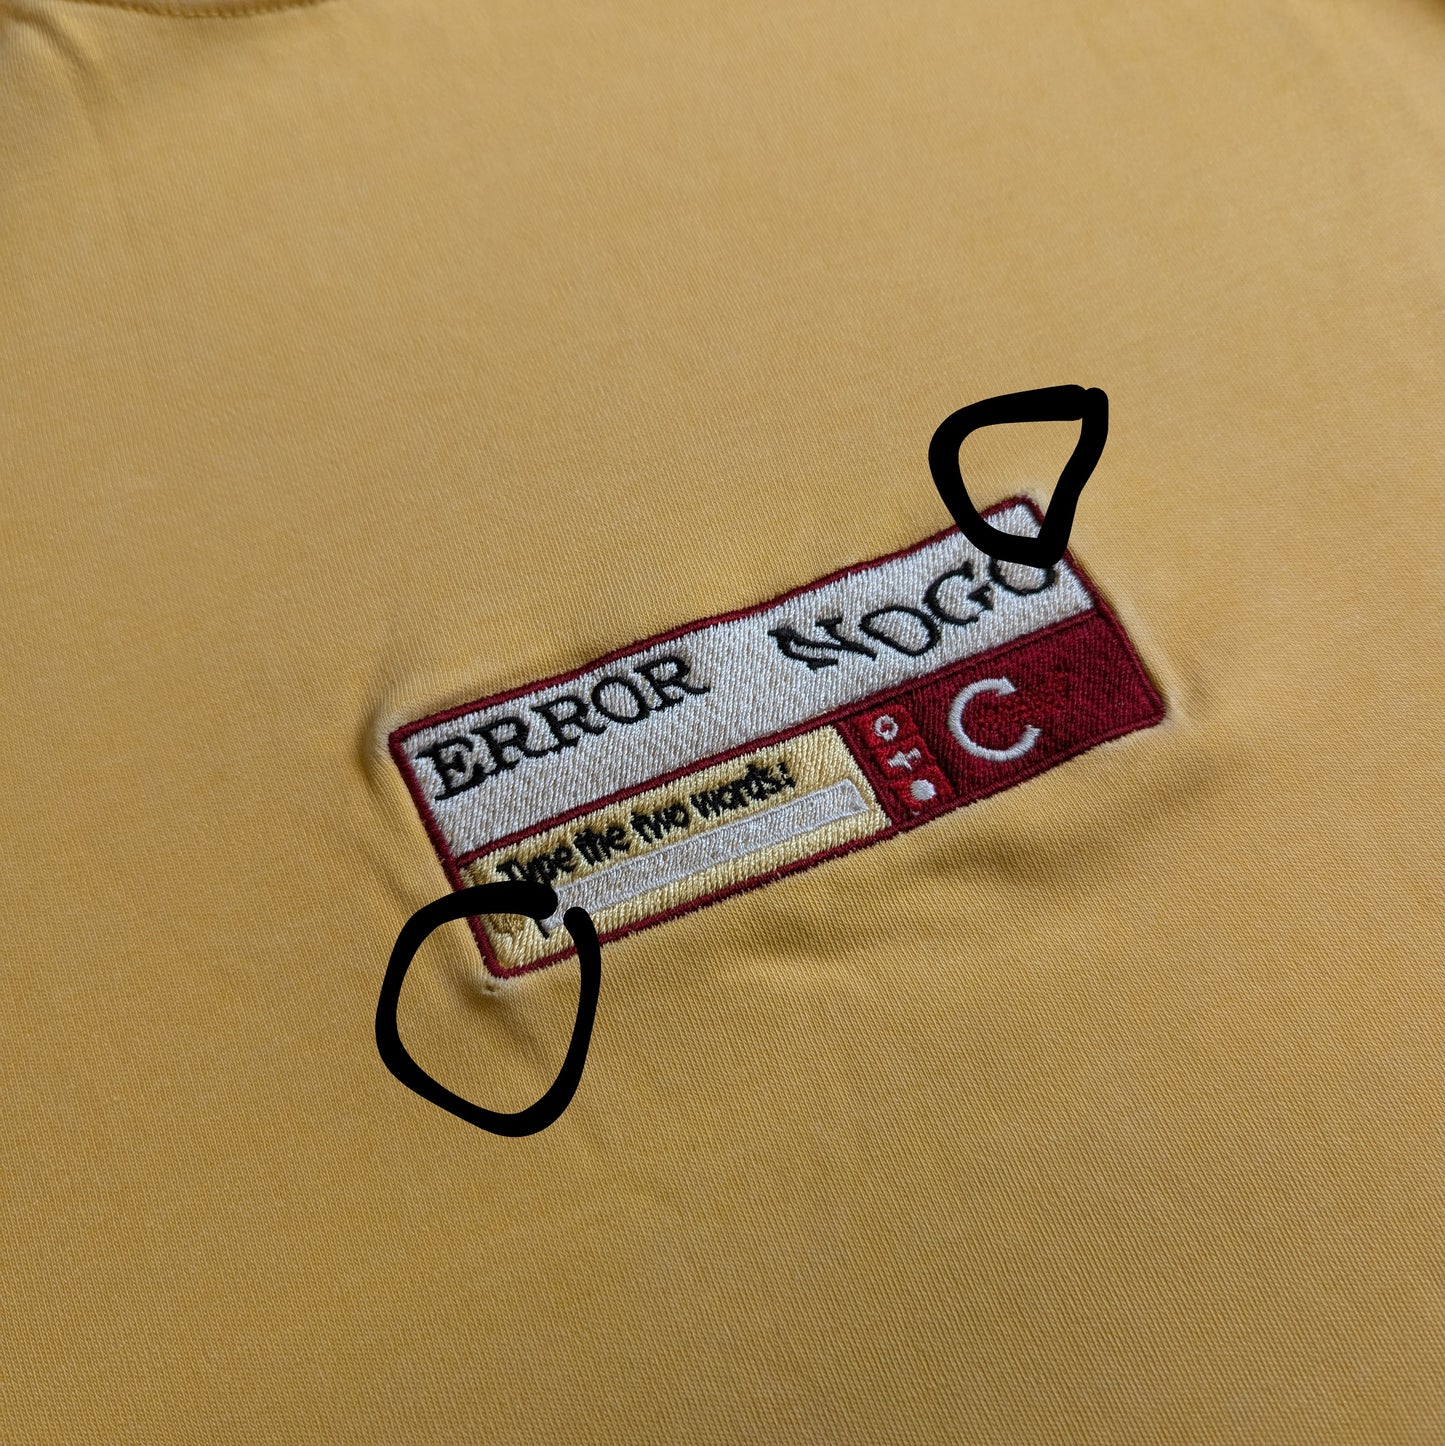 ERROR NOGO
Type the two words:
C